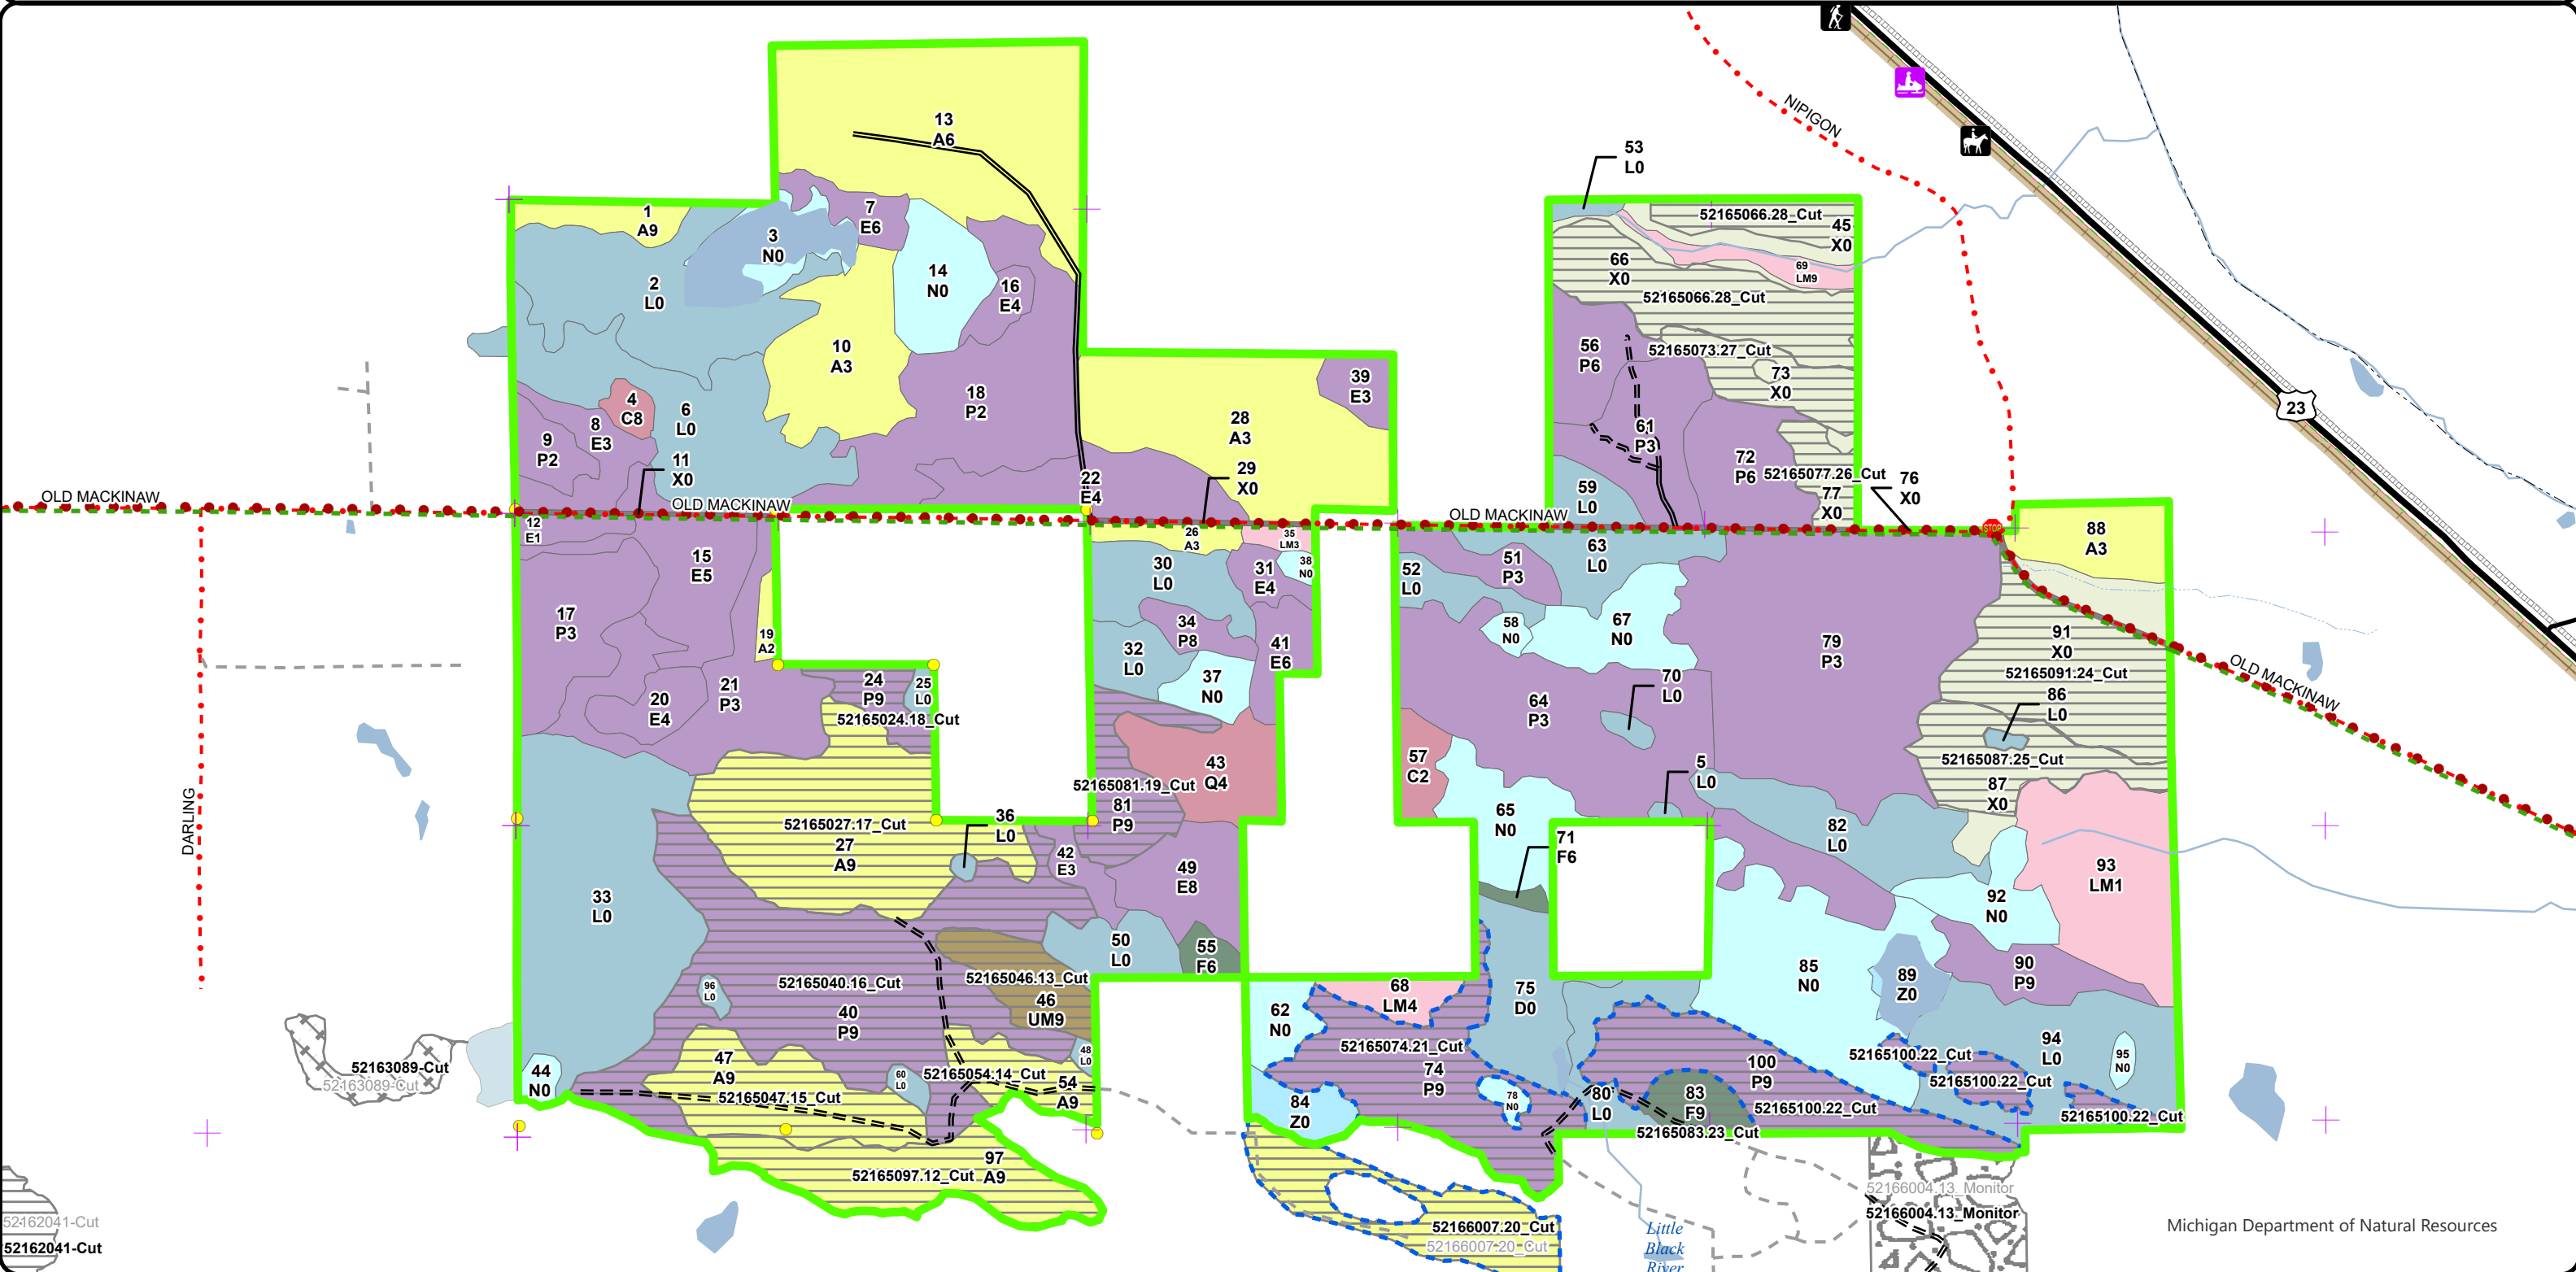 13
A6
NIPIGON
53
L0
1
A9
7
E6
3
N0
52165066.28_Cut
45
X0
14
N0
66
X0
69
LM9
2
L0
16
E4
52165066.28_Cut
10
A3
56
P6
52165073.27_Cut
73
X0
39
E3
18
P2
4
C8
6
L0
28
A3
23
8
E3
9
P2
61
P3
11
X0
29
X0
72
P6
52165077.26_Cut
76
X0
22
E4
59
L0
77
X0
OLD MACKINAW
OLD MACKINAW
OLD MACKINAW
STOP
12
E1
26
A3
35
LM3
88
A3
15
E5
30
L0
31
E4
38
N0
52
L0
51
P3
63
L0
17
P3
19
A2
34
P8
58
N0
67
N0
79
P3
91
X0
32
L0
41
E6
52165091.24_Cut
OLD MACKINAW
24
P9
25
L0
37
N0
70
L0
86
L0
20
E4
21
P3
64
P3
52165024.18_Cut
52165087.25_Cut
43
Q4
57
C2
5
L0
52165081.19_Cut
81
P9
87
X0
DARLING
52165027.17_Cut
27
A9
36
L0
65
N0
71
F6
82
L0
42
E3
49
E8
93
LM1
33
L0
92
N0
50
L0
55
F6
52165046.13_Cut
52165040.16_Cut
96
L0
85
N0
89
Z0
90
P9
68
LM4
75
D0
46
UM9
40
P9
62
N0
52165074.21_Cut
74
P9
94
L0
95
N0
48
L0
52165100.22_Cut
100
P9
52165100.22_Cut
47
A9
44
N0
60
L0
52165054.14_Cut
54
A9
52163089-Cut
52163089-Cut
52165047.15_Cut
84
Z0
78
N0
80
L0
83
F9
52165100.22_Cut
52165100.22_Cut
52165083.23_Cut
97
A9
52165097.12_Cut
52166004.13_Monitor
52166004.13_Monitor
52162041-Cut
52162041-Cut
52166007.20_Cut
52166007.20_Cut
Little
Black
River
Michigan Department of Natural Resources